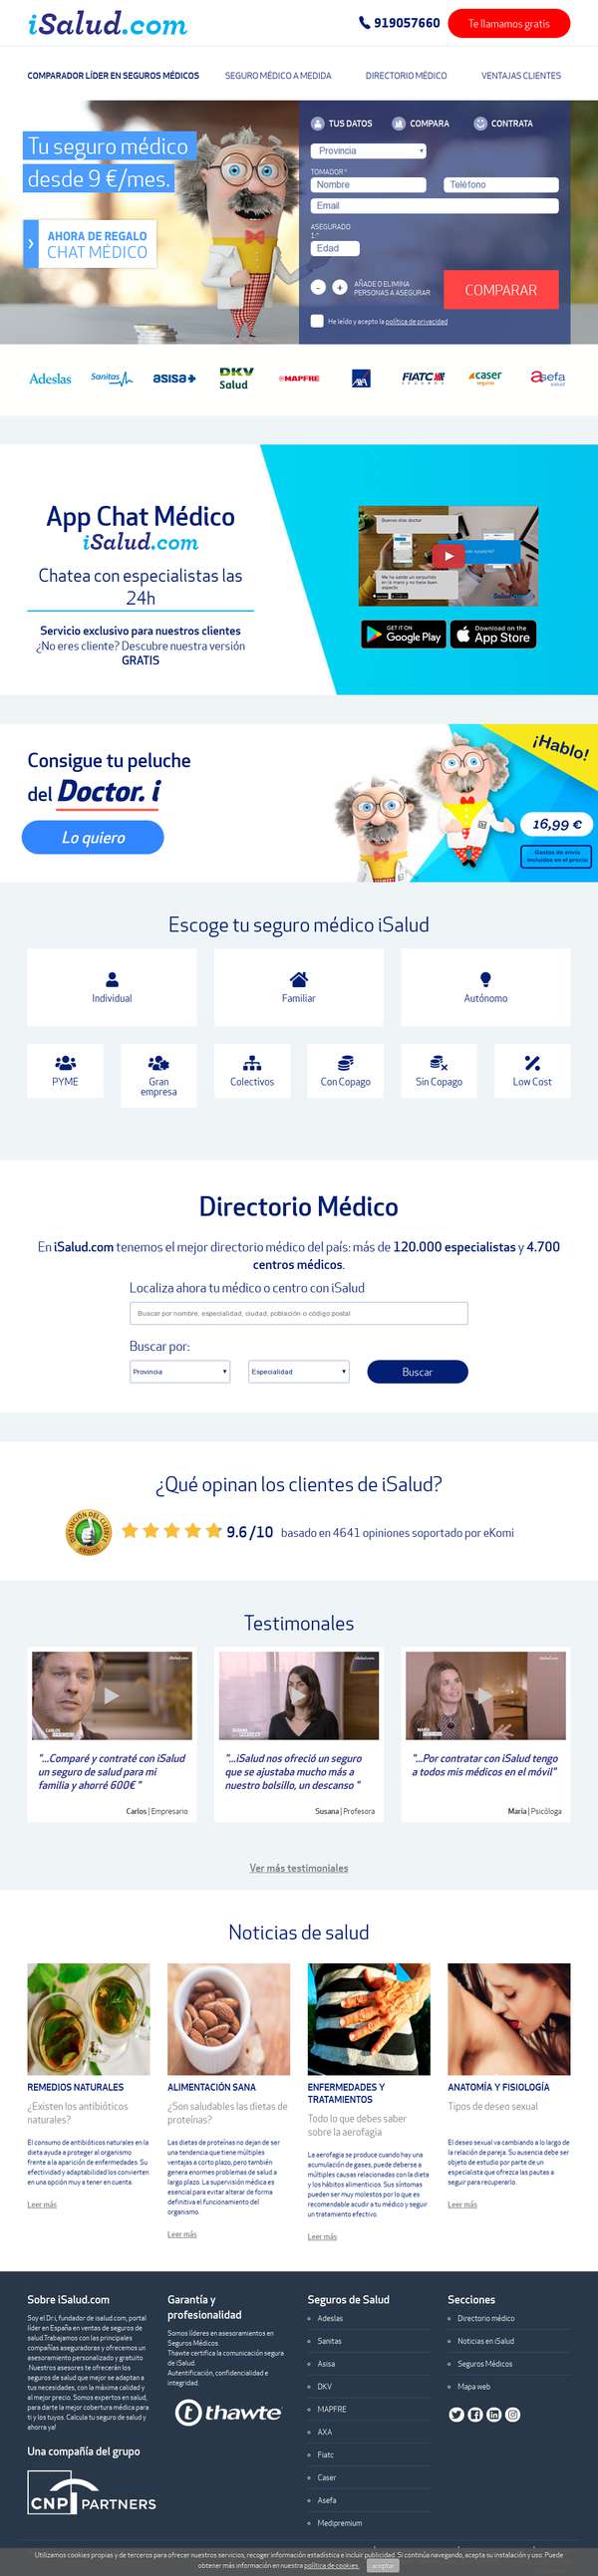 iSalud.com
919057660
Te llamamos gratis
COMPARADOR LÍDER EN SEGUROS MÉDICOS
SEGURO MÉDICO A MEDIDA
DIRECTORIO MÉDICO
VENTAJAS CLIENTES
Tu seguro médico
desde 9 €/mes.
AHORA DE REGALO
CHAT MÉDICO
TUS DATOS
COMPARA
CONTRATA
Provincia
TOMADOR*
Nombre
Teléfono
Email
ASEGURADO
1:*
Edad
- +
AÑADE O ELIMINA
PERSONAS A ASEGURAR
COMPARAR
He leído y acepto la política de privacidad
Adeslas
Sanitas
asisa+
DKV
Salud
MAPFRE
AXA
FIATC
SEGUROS
caser
seguros
asefa
salud
App Chat Médico
iSalud.com
Chatea con especialistas las
24h
Servicio exclusivo para nuestros clientes
¿No eres cliente? Descubre nuestra versión
GRATIS
Buenos días doctor
GET IT ON
Google Play
Download on the
App Store
Consigue tu peluche
del Doctor. i
Lo quiero
¡Hablo!
16,99 €
Gastos de envío
incluidos en el precio
Escoge tu seguro médico iSalud
Individual
Familiar
Autónomo
PYME
Gran
empresa
Colectivos
Con Copago
Sin Copago
Low Cost
Directorio Médico
En iSalud.com tenemos el mejor directorio médico del país: más de 120.000 especialistas y 4.700
centros médicos.
Localiza ahora tu médico o centro con iSalud
Buscar por nombre, especialidad, ciudad, población o código postal
Buscar por:
Provincia
Especialidad
Buscar
¿Qué opinan los clientes de iSalud?
DISTINCIÓN DEL CLIENTE
eKomi
9.6 /10 basado en 4641 opiniones soportado por eKomi
Testimonales
"...Comparé y contraté con iSalud
un seguro de salud para mi
familia y ahorré 600€ "
Carlos | Empresario
"...iSalud nos ofreció un seguro
que se ajustaba mucho más a
nuestro bolsillo, un descanso "
Susana | Profesora
"...Por contratar con iSalud tengo
a todos mis médicos en el móvil"
María | Psicóloga
Ver más testimoniales
Noticias de salud
REMEDIOS NATURALES
¿Existen los antibióticos
naturales?
El consumo de antibióticos naturales en la
dieta ayuda a proteger al organismo
frente a la aparición de enfermedades. Su
efectividad y adaptabilidad los convierten
en una opción muy a tener en cuenta.
Leer más
ALIMENTACIÓN SANA
¿Son saludables las dietas de
proteínas?
Las dietas de proteínas no dejan de ser
una tendencia que tiene múltiples
ventajas a corto plazo, pero también
genera enormes problemas de salud a
largo plazo. La supervisión médica es
esencial para evitar alterar de forma
definitiva el funcionamiento del
organismo.
Leer más
ENFERMEDADES Y
TRATAMIENTOS
Todo lo que debes saber
sobre la aerofagia
La aerofagia se produce cuando hay una
acumulación de gases, puede deberse a
múltiples causas relacionadas con la dieta
y los hábitos alimenticios. Sus síntomas
pueden ser muy molestos por lo que es
recomendable acudir a tu médico y seguir
un tratamiento efectivo.
Leer más
ANATOMÍA Y FISIOLOGÍA
Tipos de deseo sexual
El deseo sexual va cambiando a lo largo de
la relación de pareja. Su ausencia debe ser
objeto de estudio por parte de un
especialista que ofrezca las pautas a
seguir para recuperarlo.
Leer más
Sobre iSalud.com
Soy el Dr.i, fundador de isalud.com, portal
líder en España en ventas de seguros de
salud.Trabajamos con las principales
compañías aseguradoras y ofrecemos un
asesoramiento personalizado y gratuito
.Nuestros asesores te ofrecerán los
seguros de salud que mejor se adaptan a
tus necesidades, con la máxima calidad y
al mejor precio. Somos expertos en salud,
para darte la mejor cobertura médica para
ti y los tuyos. Calcula tu seguro de salud y
ahorra ya!
Una compañía del grupo
CNP PARTNERS
Garantía y
profesionalidad
Somos líderes en asesoramientos en
Seguros Médicos.
Thawte certifica la comunicación segura
de iSalud.
Autentificación, confidencialidad e
integridad.
thawte
Seguros de Salud
Adeslas
Sanitas
Asisa
DKV
MAPFRE
AXA
Fiatc
Caser
Asefa
Medipremium
Secciones
Directorio médico
Noticias en iSalud
Seguros Médicos
Mapa web
Utilizamos cookies propias y de terceros para ofrecer nuestros servicios, recoger información estadística e incluir publicidad. Si continúa navegando, acepta su instalación y uso. Puede
obtener más información en nuestra política de cookies. aceptar